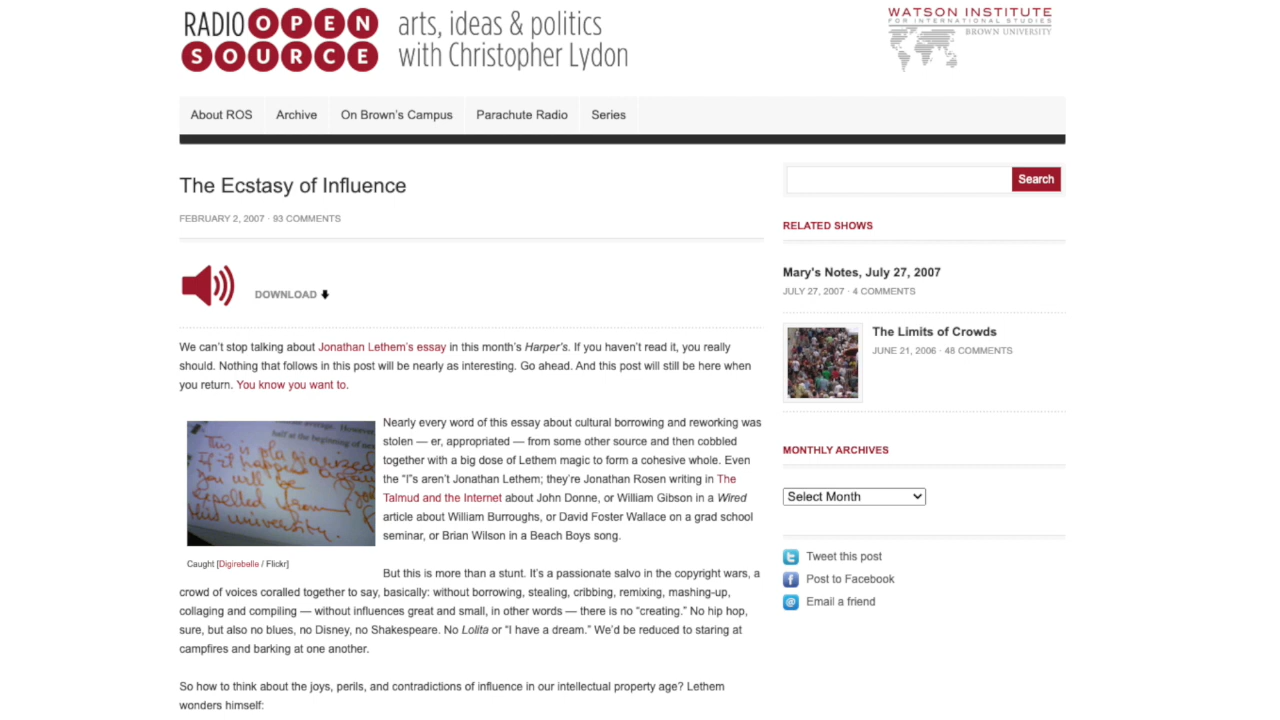 RADIO OPEN
SOURCE
arts, ideas & politics
with Christopher Lydon
WATSON INSTITUTE
FOR INTERNATIONAL STUDIES
BROWN UNIVERSITY
About ROS
Archive
On Brown's Campus
Parachute Radio
Series
The Ecstasy of Influence
FEBRUARY 2, 2007 · 93 COMMENTS
DOWNLOAD
We can't stop talking about Jonathan Lethem's essay in this month's Harper's. If you haven't read it, you really
should. Nothing that follows in this post will be nearly as interesting. Go ahead. And this post will still be here when
you return. You know you want to.
half at the beginning of
This is plagiarized
If it happens again
you will be
expelled from
this university.
Caught [Digirebelle / Flickr]
Nearly every word of this essay about cultural borrowing and reworking was
stolen — er, appropriated — from some other source and then cobbled
together with a big dose of Lethem magic to form a cohesive whole. Even
the "I"s aren't Jonathan Lethem; they're Jonathan Rosen writing in The
Talmud and the Internet about John Donne, or William Gibson in a Wired
article about William Burroughs, or David Foster Wallace on a grad school
seminar, or Brian Wilson in a Beach Boys song.
But this is more than a stunt. It's a passionate salvo in the copyright wars, a
crowd of voices coralled together to say, basically: without borrowing, stealing, cribbing, remixing, mashing-up,
collaging and compiling — without influences great and small, in other words — there is no "creating." No hip hop,
sure, but also no blues, no Disney, no Shakespeare. No Lolita or "I have a dream." We'd be reduced to staring at
campfires and barking at one another.
So how to think about the joys, perils, and contradictions of influence in our intellectual property age? Lethem
wonders himself:
Search
RELATED SHOWS
Mary's Notes, July 27, 2007
JULY 27, 2007 · 4 COMMENTS
The Limits of Crowds
JUNE 21, 2006 · 48 COMMENTS
MONTHLY ARCHIVES
Select Month
Tweet this post
Post to Facebook
Email a friend